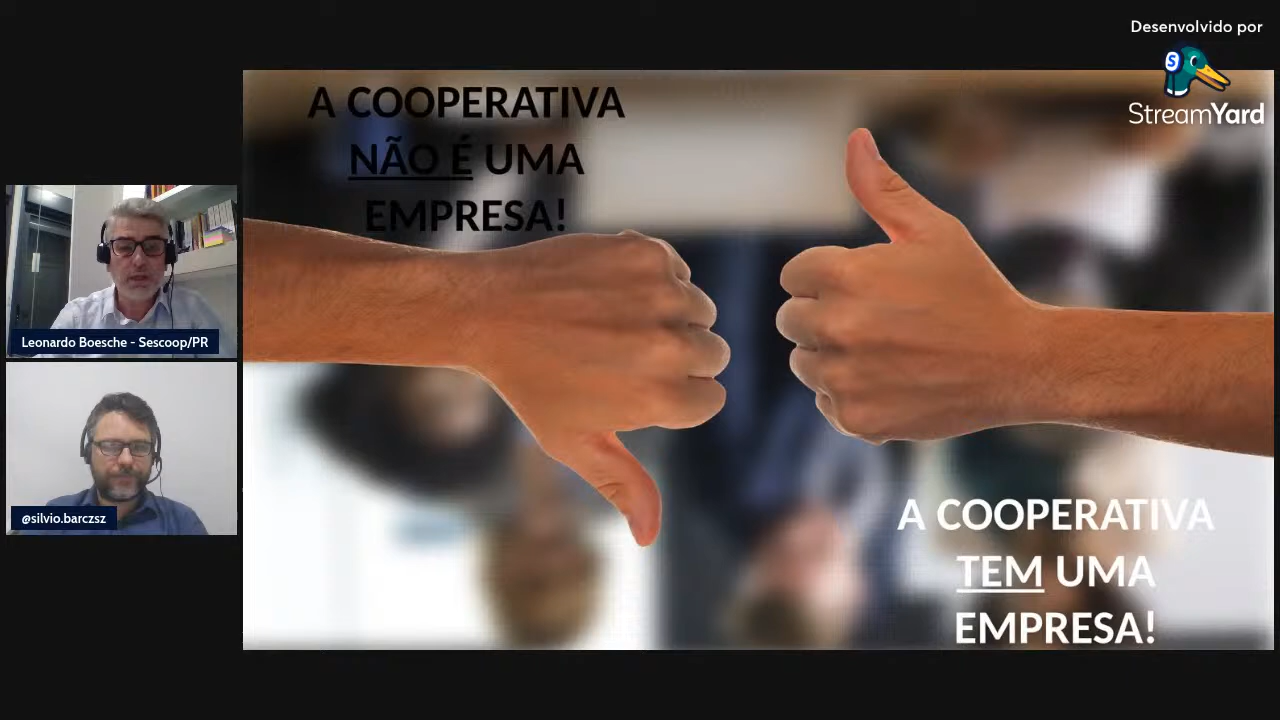 Desenvolvido por
S
StreamYard
A COOPERATIVA
NÃO É UMA
EMPRESA!
Leonardo Boesche - Sescoop/PR
@silvio.barczsz
A COOPERATIVA
TEM UMA
EMPRESA!